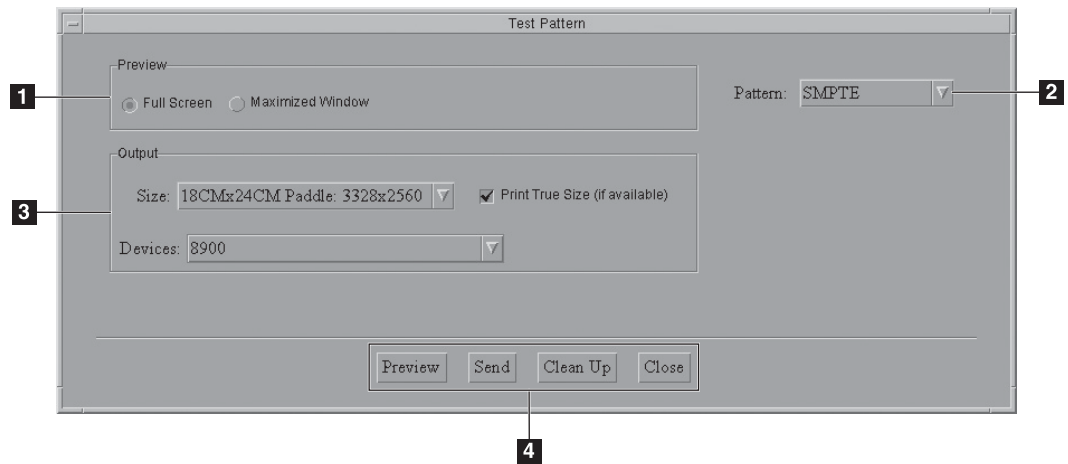 Test Pattern
Preview
1
Full Screen Maximized Window
Pattern: SMPTE
2
Output
3
Size: 18CMx24CM Paddle: 3328x2560 Print True Size (if available)
Devices: 8900
Preview Send Clean Up Close
4